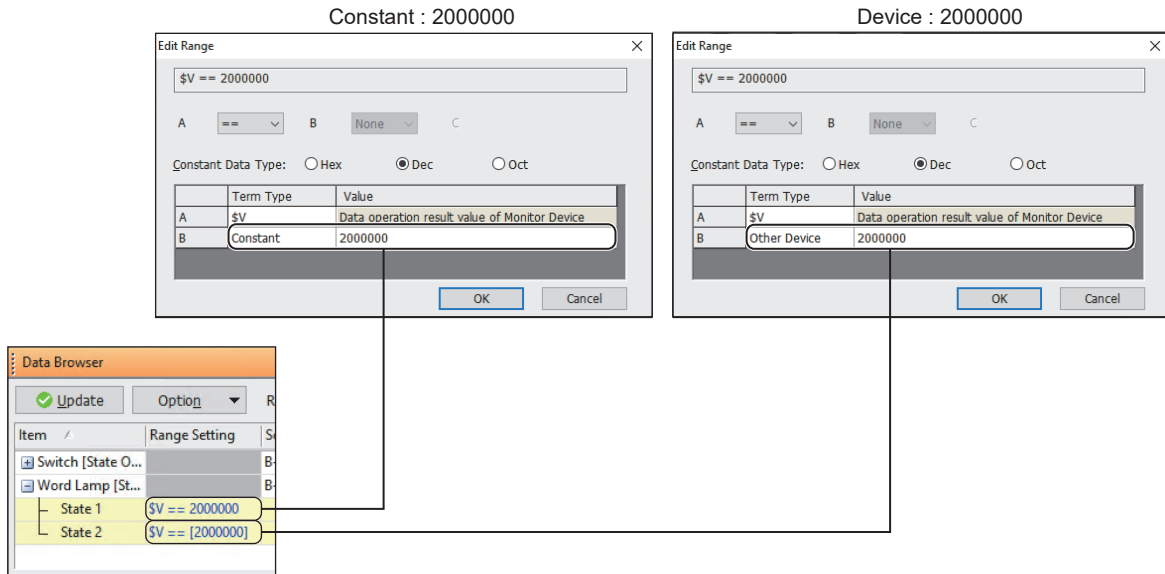 Constant : 2000000
Device : 2000000
Edit Range
$V == 2000000
A == B None C
Constant Data Type: Hex Dec Oct
Term Type Value
A $V Data operation result value of Monitor Device
B Constant 2000000
OK Cancel
Edit Range
$V == 2000000
A == B None C
Constant Data Type: Hex Dec Oct
Term Type Value
A $V Data operation result value of Monitor Device
B Other Device 2000000
OK Cancel
Data Browser
Update Option R
Item Range Setting
Switch [State O... B-
Word Lamp [St... B-
State 1 $V == 2000000
State 2 $V == [2000000]